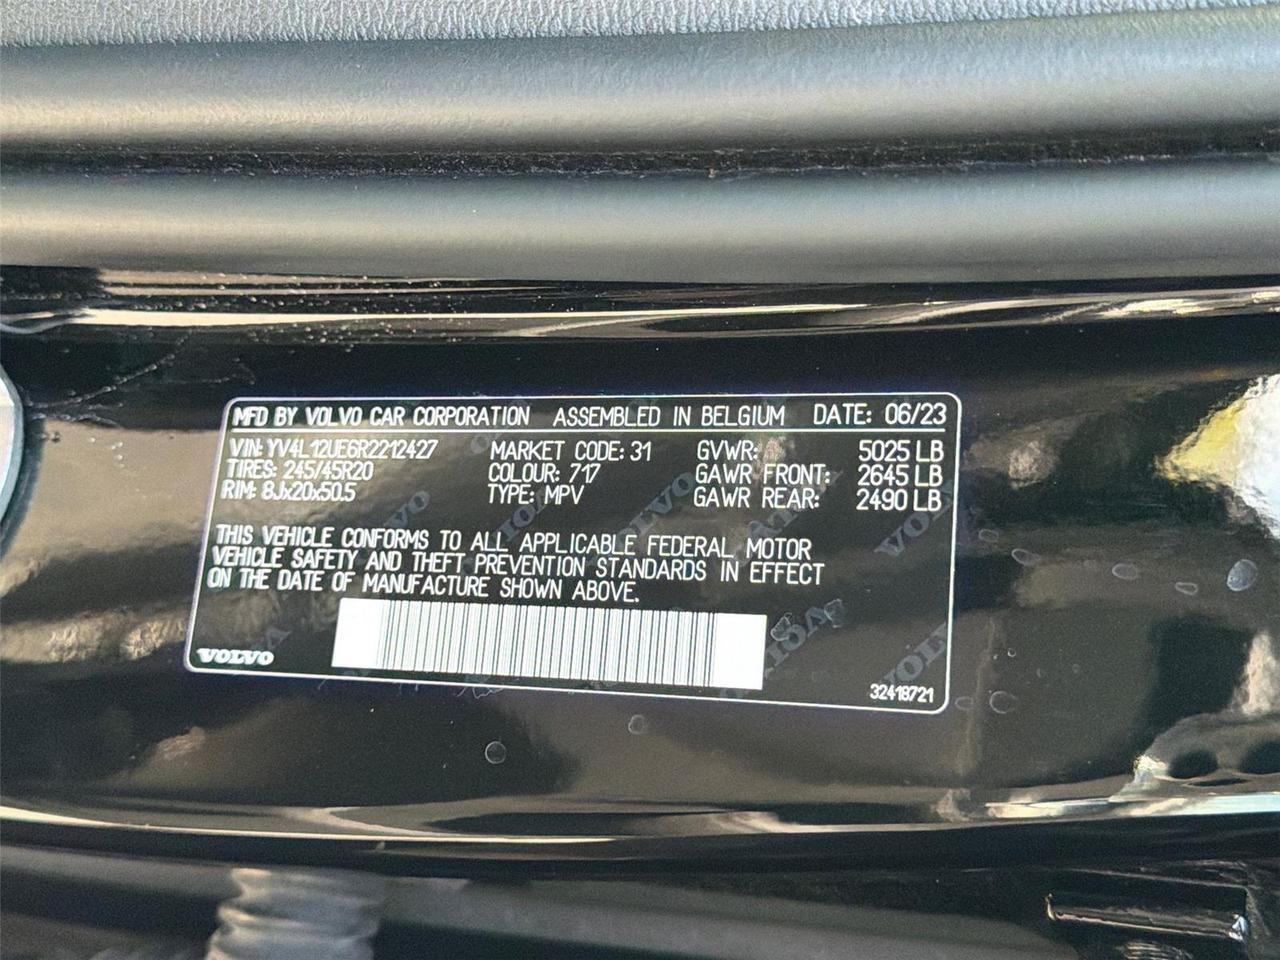 MFD BY VOLVO CAR CORPORATION ASSEMBLED IN BELGIUM DATE: 06/23
VIN: YV4L12UE6R2212427 MARKET CODE: 31 GVWR: 5025 LB
TIRES: 245/45R20 COLOUR: 717 GAWR FRONT: 2645 LB
RIM: 8Jx20x50.5 TYPE: MPV GAWR REAR: 2490 LB
THIS VEHICLE CONFORMS TO ALL APPLICABLE FEDERAL MOTOR
VEHICLE SAFETY AND THEFT PREVENTION STANDARDS IN EFFECT
ON THE DATE OF MANUFACTURE SHOWN ABOVE.
VOLVO
32418721